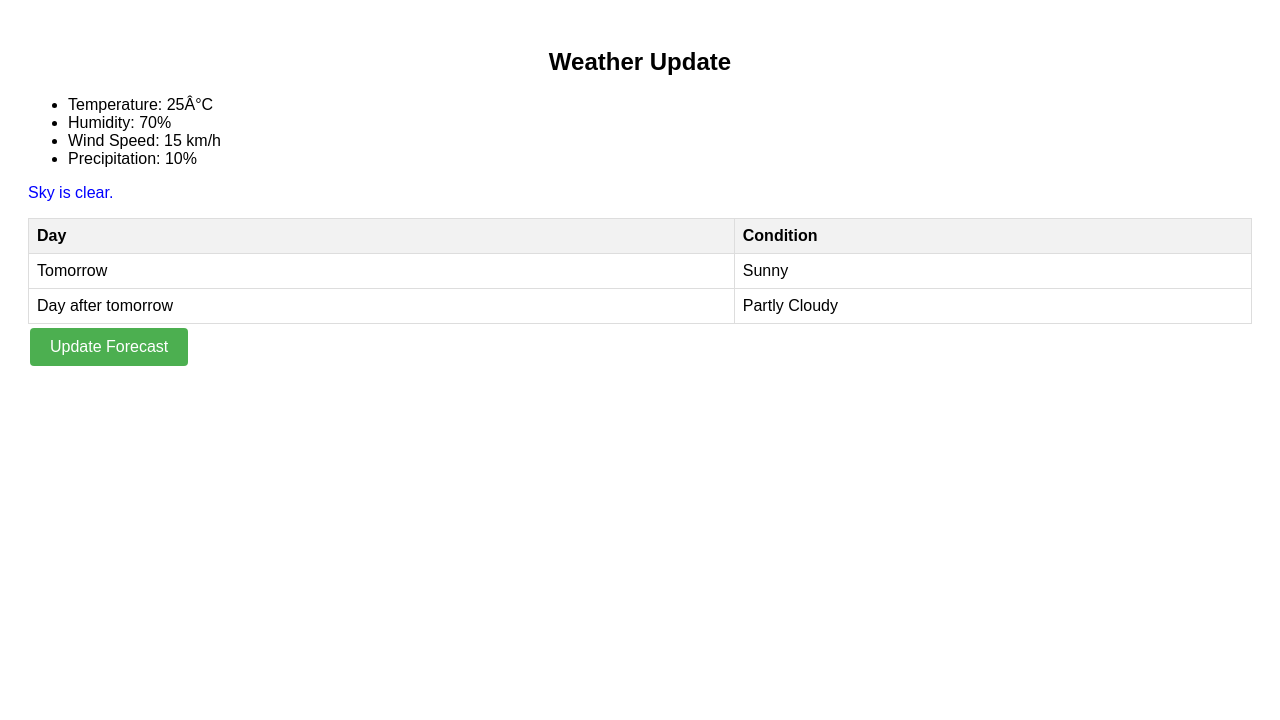 Weather Update
Temperature: 25Â°C
Humidity: 70%
Wind Speed: 15 km/h
Precipitation: 10%
Sky is clear.
Day Condition
Tomorrow Sunny
Day after tomorrow Partly Cloudy
Update Forecast